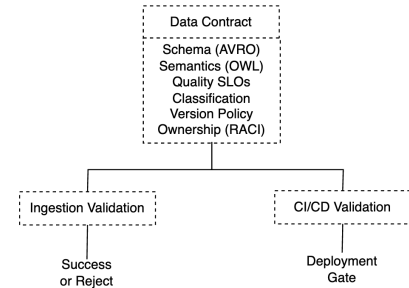 Data Contract
Schema (AVRO)
Semantics (OWL)
Quality SLOs
Classification
Version Policy
Ownership (RACI)
Ingestion Validation
CI/CD Validation
Success
or Reject
Deployment
Gate